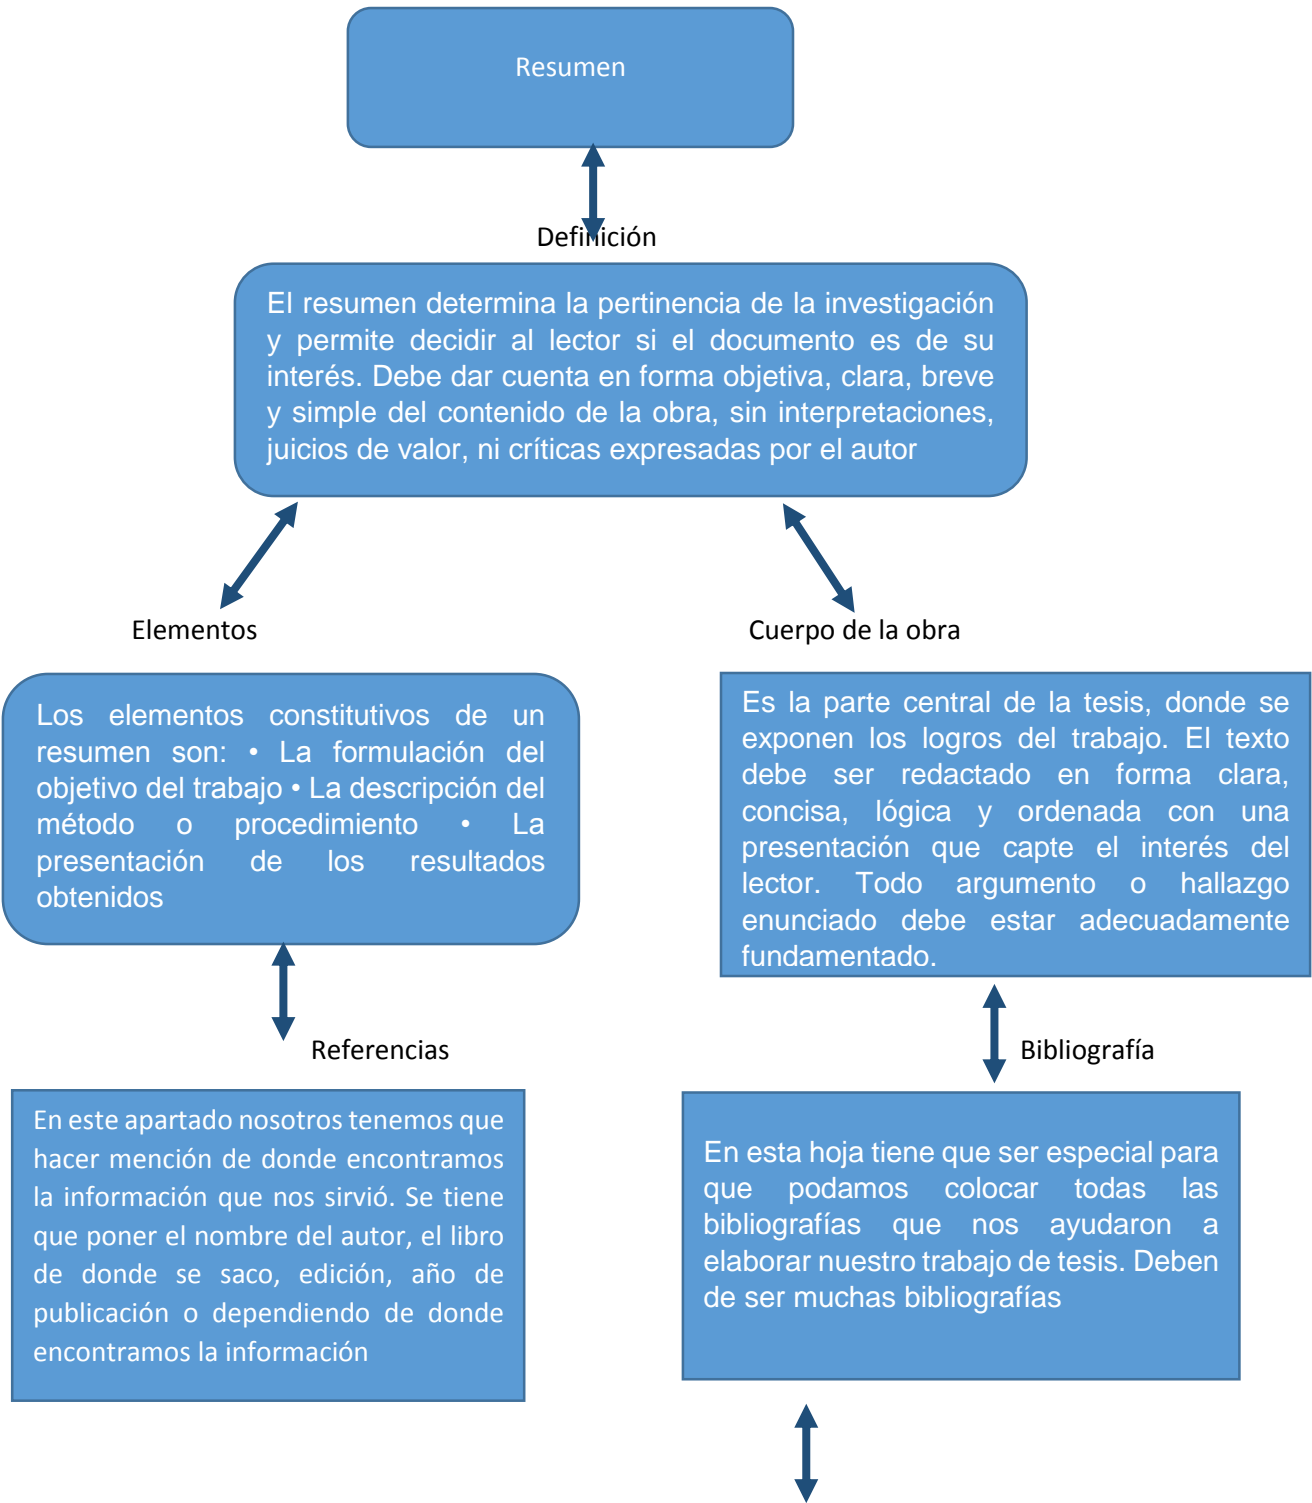 Resumen
Definición
El resumen determina la pertinencia de la investigación
y permite decidir al lector si el documento es de su
interés. Debe dar cuenta en forma objetiva, clara, breve
y simple del contenido de la obra, sin interpretaciones,
juicios de valor, ni críticas expresadas por el autor
Elementos
Los elementos constitutivos de un
resumen son: • La formulación del
objetivo del trabajo • La descripción del
método o procedimiento • La
presentación de los resultados
obtenidos
Cuerpo de la obra
Es la parte central de la tesis, donde se
exponen los logros del trabajo. El texto
debe ser redactado en forma clara,
concisa, lógica y ordenada con una
presentación que capte el interés del
lector. Todo argumento o hallazgo
enunciado debe estar adecuadamente
fundamentado.
Referencias
En este apartado nosotros tenemos que
hacer mención de donde encontramos
la información que nos sirvió. Se tiene
que poner el nombre del autor, el libro
de donde se saco, edición, año de
publicación o dependiendo de donde
encontramos la información
Bibliografía
En esta hoja tiene que ser especial para
que podamos colocar todas las
bibliografías que nos ayudaron a
elaborar nuestro trabajo de tesis. Deben
de ser muchas bibliografías